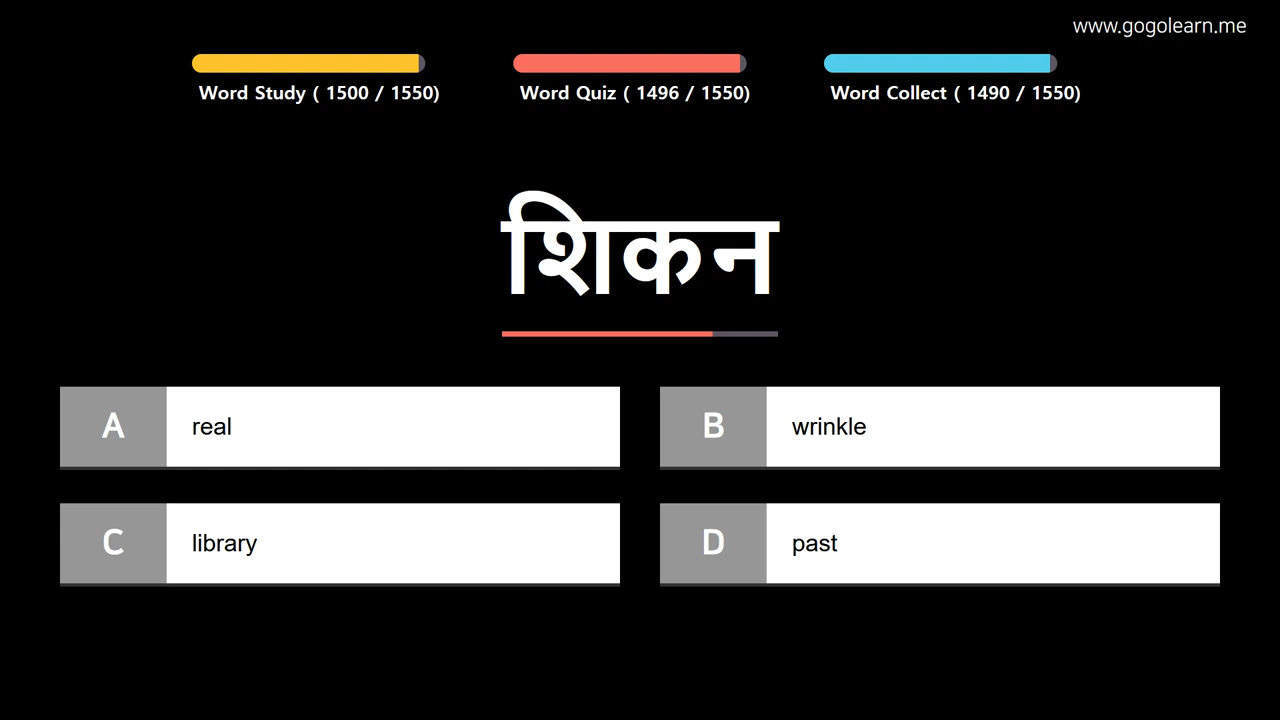 www.gogolearn.me
Word Study ( 1500 / 1550)
Word Quiz ( 1496 / 1550)
Word Collect ( 1490 / 1550)
शिकन
A real
B wrinkle
C library
D past